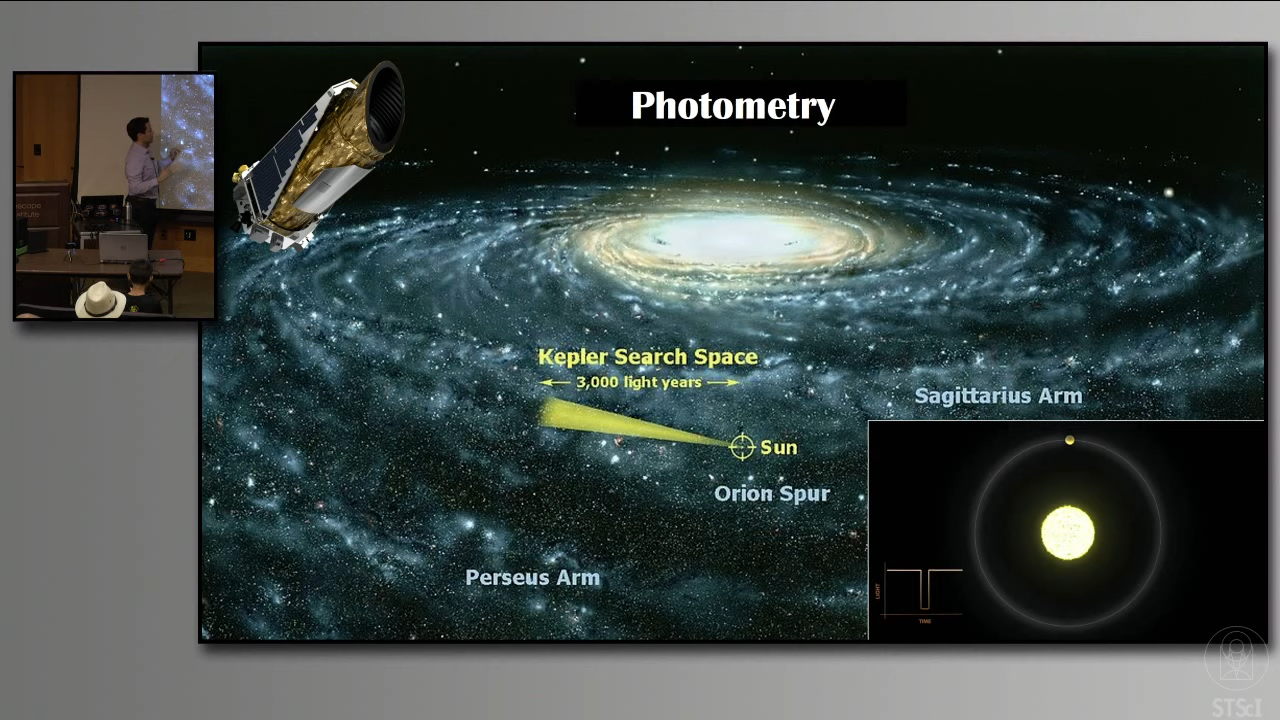 Photometry
Kepler Search Space
3,000 light years
Sagittarius Arm
Sun
Orion Spur
Perseus Arm
LIGHT
TIME
STScI